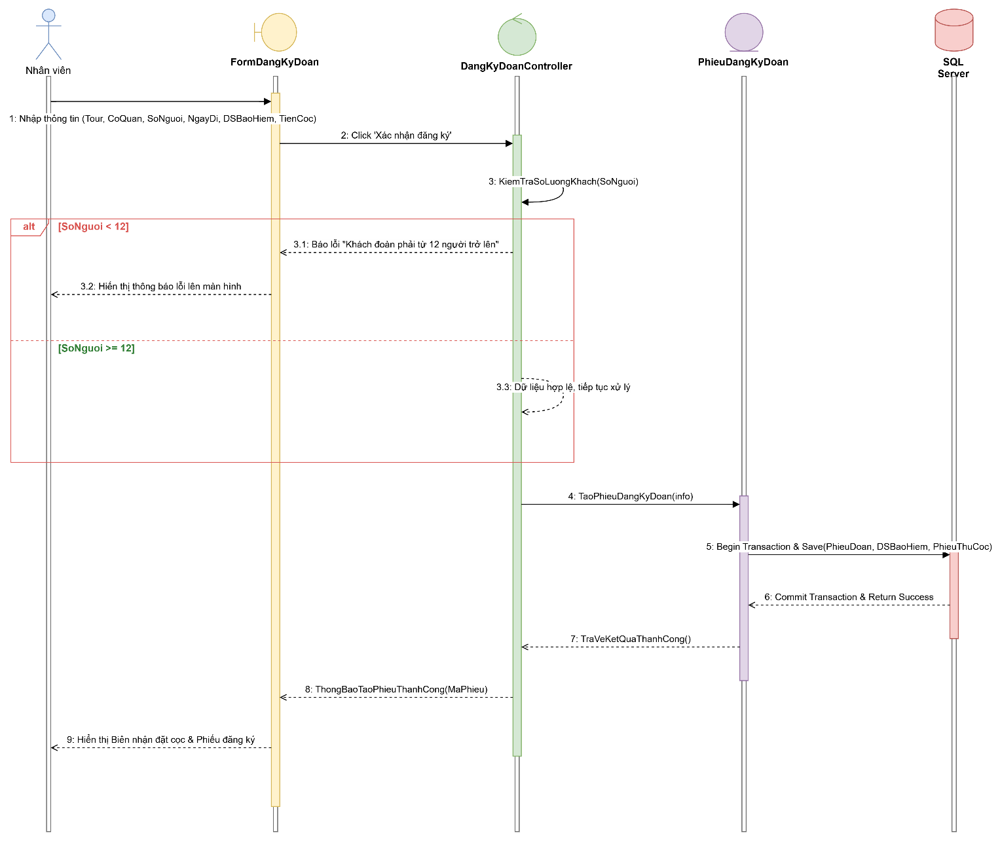 Nhân viên
FormDangKyDoan
DangKyDoanController
PhieuDangKyDoan
SQL
Server
1: Nhập thông tin (Tour, CoQuan, SoNguoi, NgayDi, DSBaoHiem, TienCoc)
2: Click 'Xác nhận đăng ký'
3: KiemTraSoLuongKhach(SoNguoi)
alt
[SoNguoi < 12]
3.1: Báo lỗi "Khách đoàn phải từ 12 người trở lên"
3.2: Hiển thị thông báo lỗi lên màn hình
[SoNguoi >= 12]
3.3: Dữ liệu hợp lệ, tiếp tục xử lý
4: TaoPhieuDangKyDoan(info)
5: Begin Transaction & Save(PhieuDoan, DSBaoHiem, PhieuThuCoc)
6: Commit Transaction & Return Success
7: TraVeKetQuaThanhCong()
8: ThongBaoTaoPhieuThanhCong(MaPhieu)
9: Hiển thị Biên nhận đặt cọc & Phiếu đăng ký